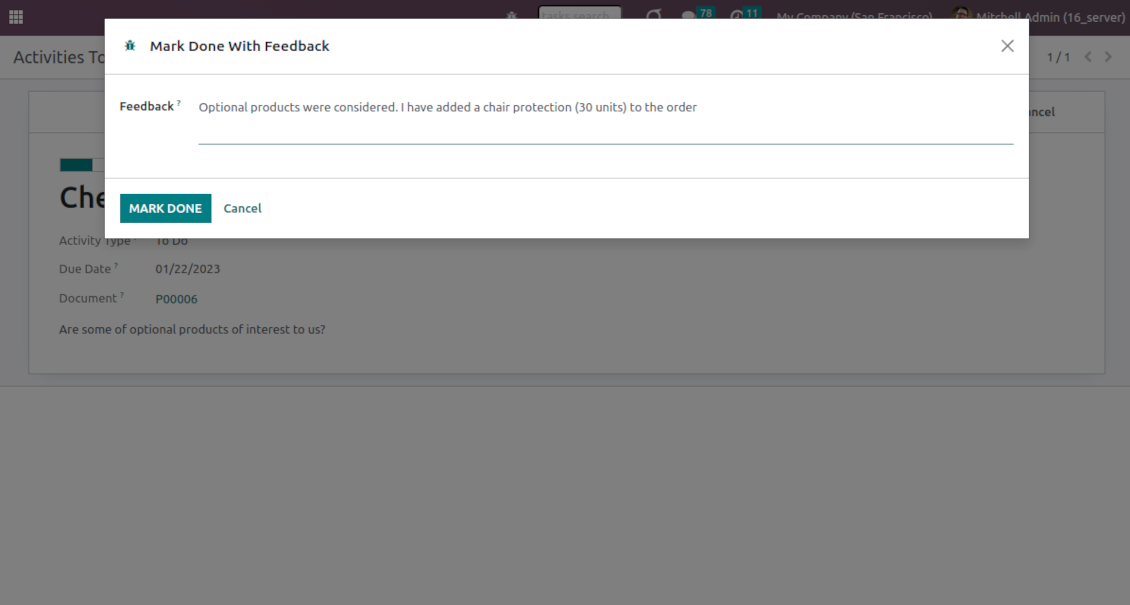 tasks search
78
11
My Company (San Francisco)
Mitchell Admin (16_server)
Mark Done With Feedback
Activities To
1 / 1
Feedback ?
Optional products were considered. I have added a chair protection (30 units) to the order
ncel
Che
MARK DONE
Cancel
Activity Type ?
To Do
Due Date ?
01/22/2023
Document ?
P00006
Are some of optional products of interest to us?